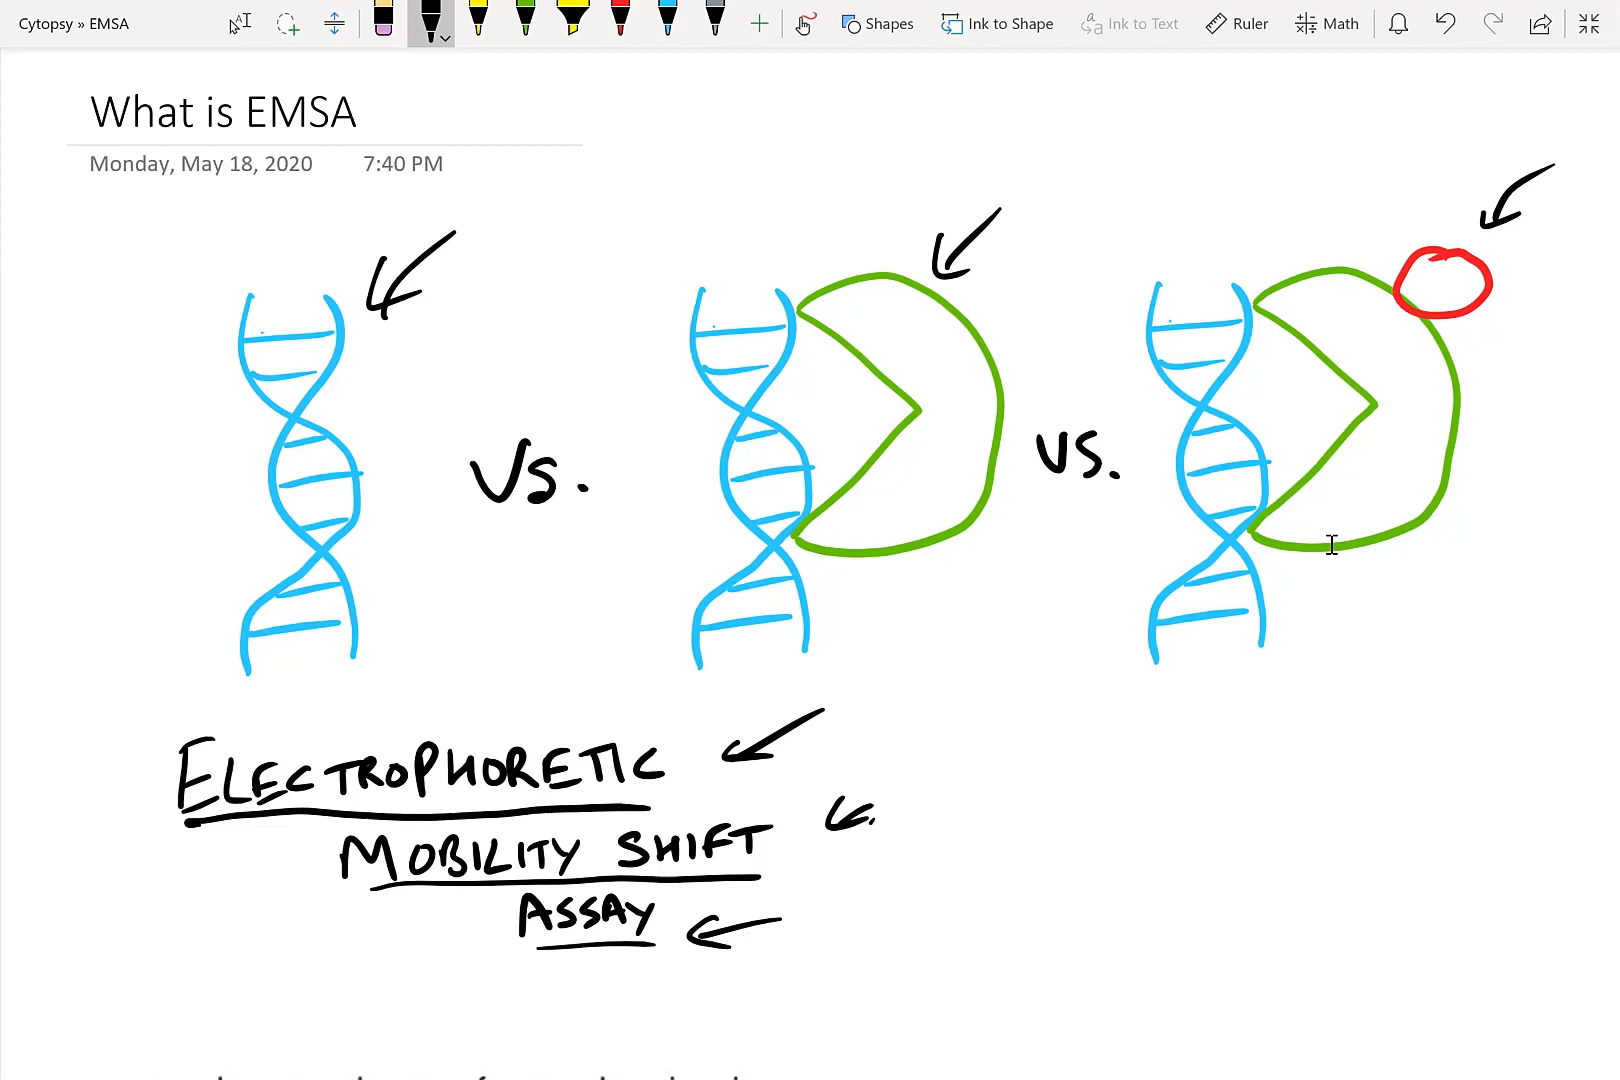 Cytopsy » EMSA
Shapes
Ink to Shape
Ink to Text
Ruler
Math
What is EMSA
Monday, May 18, 2020 7:40 PM
Vs.
vs.
ELECTROPHORETIC
MOBILITY SHIFT
ASSAY